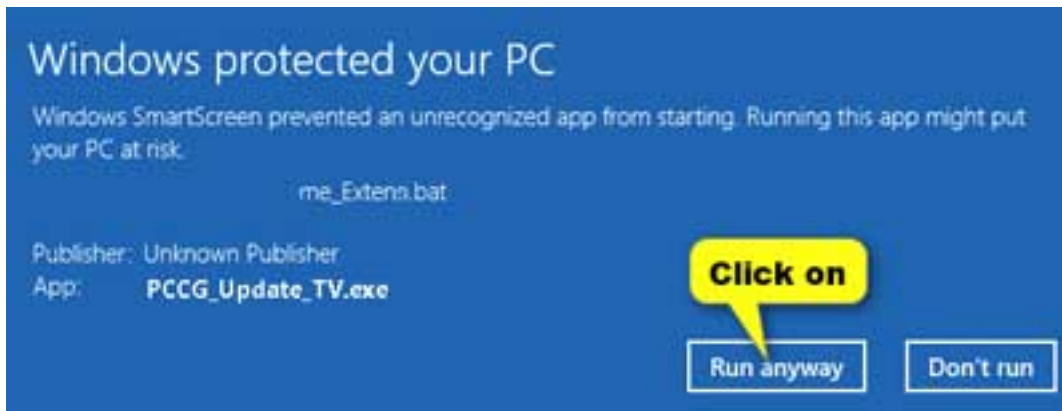 Windows protected your PC
Windows SmartScreen prevented an unrecognized app from starting. Running this app might put
your PC at risk.
me_Extens.bat
Publisher: Unknown Publisher
App: PCCG_Update_TV.exe
Click on
Run anyway
Don't run